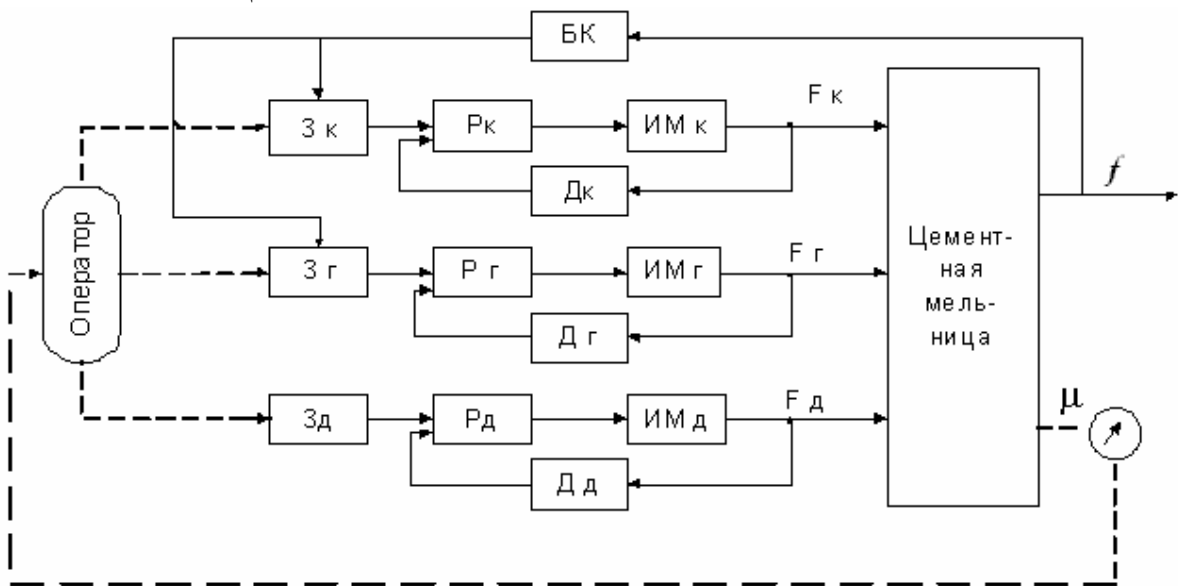 БК
F к
З к
Рк
ИМ к
Дк
f
Оператор
Цемент-
ная
мель-
ница
F г
З г
Р г
ИМ г
Д г
F д
Зд
Рд
ИМ д
μ
Д д